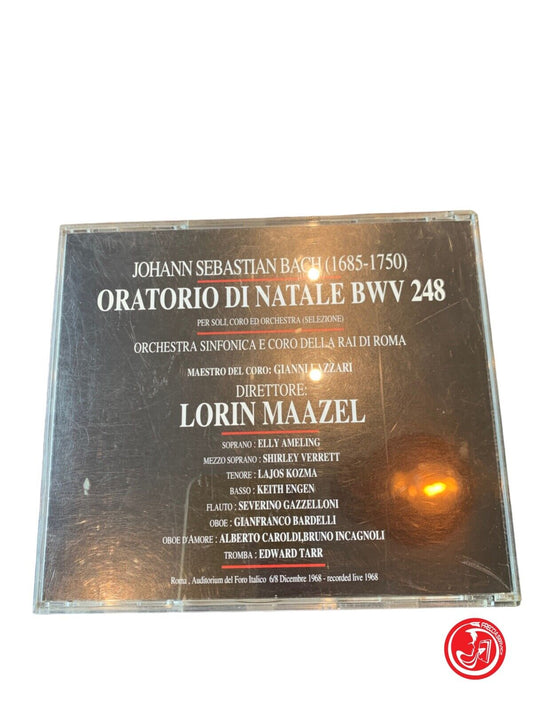 JOHANN SEBASTIAN BACH (1685-1750)
ORATORIO DI NATALE BWV 248
PER SOLI, CORO ED ORCHESTRA (SELEZIONE)
ORCHESTRA SINFONICA E CORO DELLA RAI DI ROMA
MAESTRO DEL CORO: GIANNI LAZZARI
DIRETTORE:
LORIN MAAZEL
SOPRANO : ELLY AMELING
MEZZO SOPRANO : SHIRLEY VERRETT
TENORE : LAJOS KOZMA
BASSO : KEITH ENGEN
FLAUTO : SEVERINO GAZZELLONI
OBOE : GIANFRANCO BARDELLI
OBOE D'AMORE : ALBERTO CAROLDI,BRUNO INCAGNOLI
TROMBA : EDWARD TARR
Roma , Auditorium del Foro Italico 6/8 Dicembre 1968 - recorded live 1968